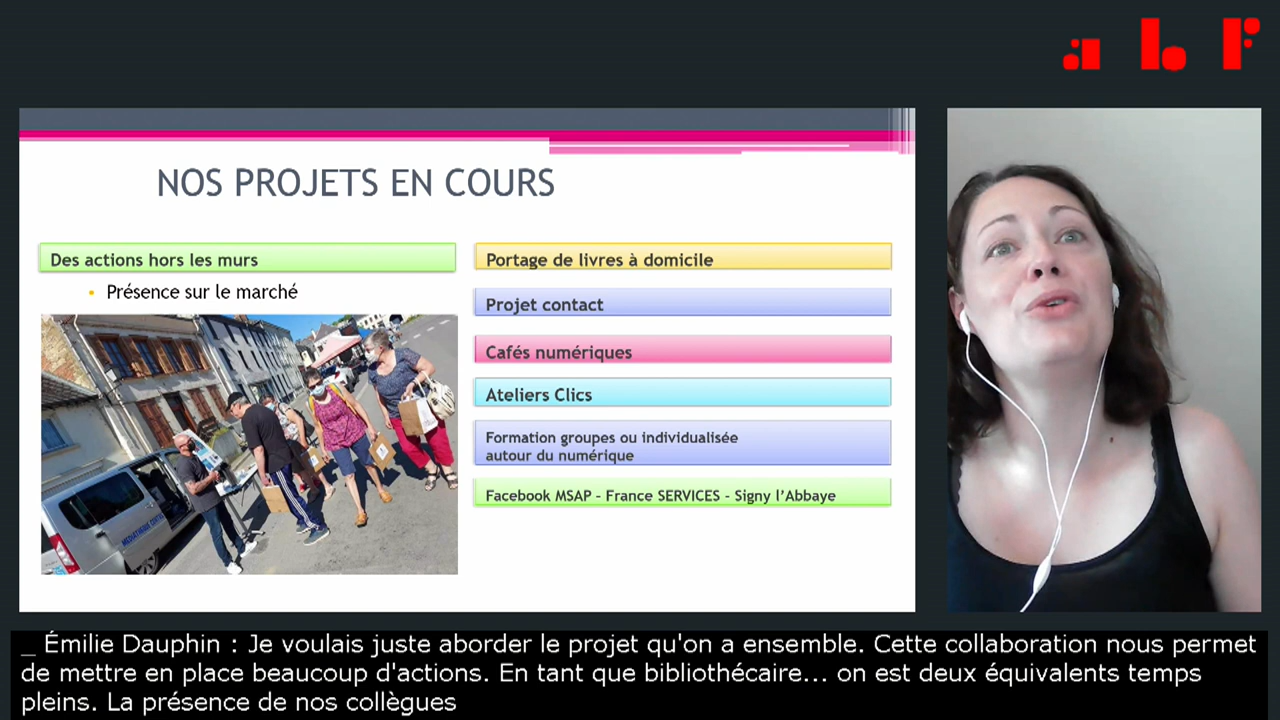 abf
NOS PROJETS EN COURS
Des actions hors les murs
• Présence sur le marché
Portage de livres à domicile
Projet contact
Cafés numériques
Ateliers Clics
Formation groupes ou individualisée
autour du numérique
Facebook MSAP – France SERVICES - Signy l’Abbaye
_ Émilie Dauphin : Je voulais juste aborder le projet qu'on a ensemble. Cette collaboration nous permet
de mettre en place beaucoup d'actions. En tant que bibliothécaire... on est deux équivalents temps
pleins. La présence de nos collègues